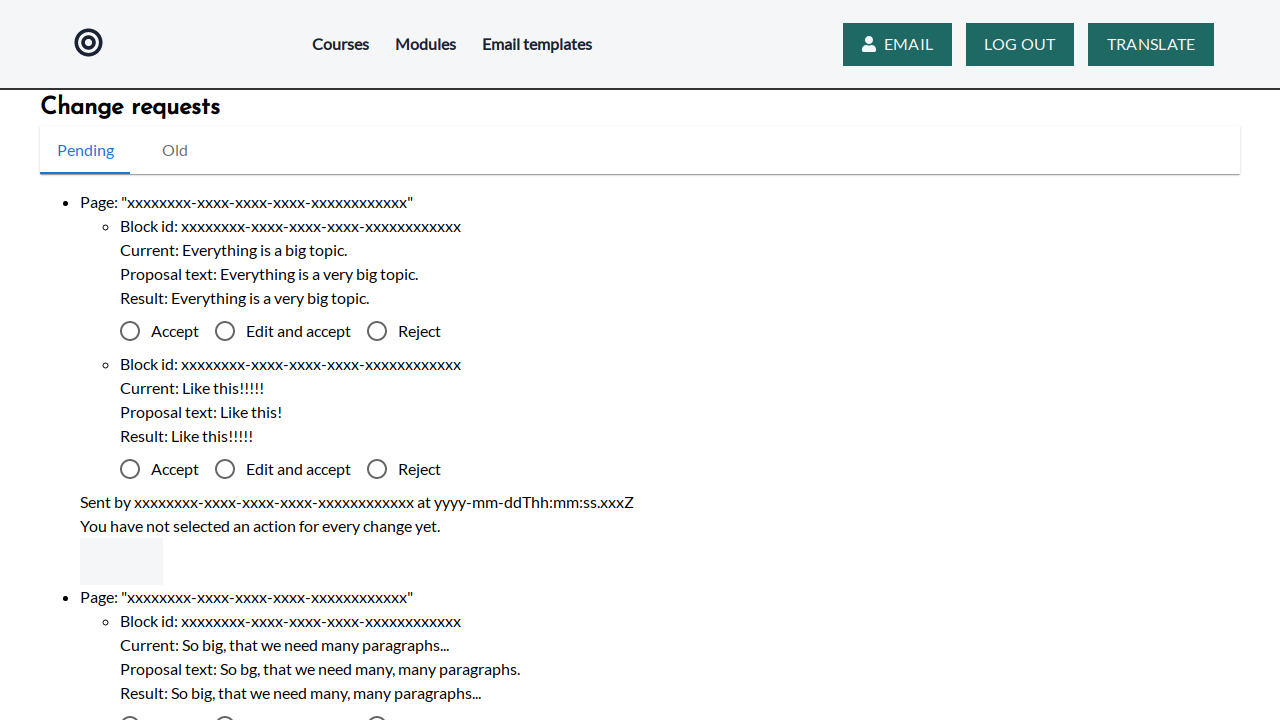 Courses Modules Email templates EMAIL LOG OUT TRANSLATE
Change requests
Pending Old
Page: "xxxxxxxx-xxxx-xxxx-xxxx-xxxxxxxxxxxx"
Block id: xxxxxxxx-xxxx-xxxx-xxxx-xxxxxxxxxxxx
Current: Everything is a big topic.
Proposal text: Everything is a very big topic.
Result: Everything is a very big topic.
Accept Edit and accept Reject
Block id: xxxxxxxx-xxxx-xxxx-xxxx-xxxxxxxxxxxx
Current: Like this!!!!!
Proposal text: Like this!
Result: Like this!!!!!
Accept Edit and accept Reject
Sent by xxxxxxxx-xxxx-xxxx-xxxx-xxxxxxxxxxxx at yyyy-mm-ddThh:mm:ss.xxxZ
You have not selected an action for every change yet.
Page: "xxxxxxxx-xxxx-xxxx-xxxx-xxxxxxxxxxxx"
Block id: xxxxxxxx-xxxx-xxxx-xxxx-xxxxxxxxxxxx
Current: So big, that we need many paragraphs...
Proposal text: So bg, that we need many, many paragraphs.
Result: So big, that we need many, many paragraphs...